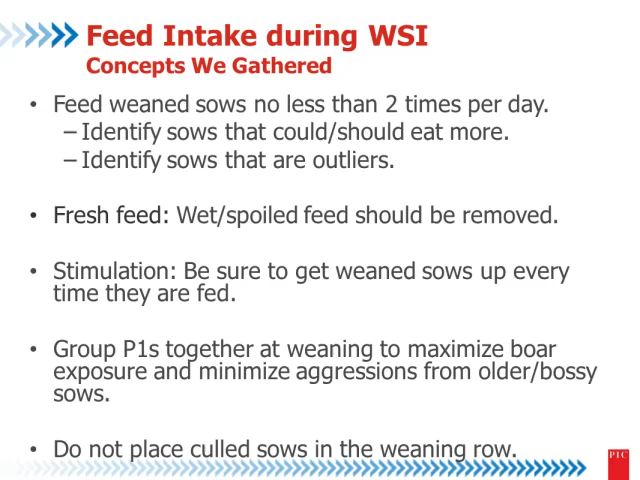 Feed Intake during WSI
Concepts We Gathered
• Feed weaned sows no less than 2 times per day.
– Identify sows that could/should eat more.
– Identify sows that are outliers.
• Fresh feed: Wet/spoiled feed should be removed.
• Stimulation: Be sure to get weaned sows up every
time they are fed.
• Group P1s together at weaning to maximize boar
exposure and minimize aggressions from older/bossy
sows.
• Do not place culled sows in the weaning row.
PIC